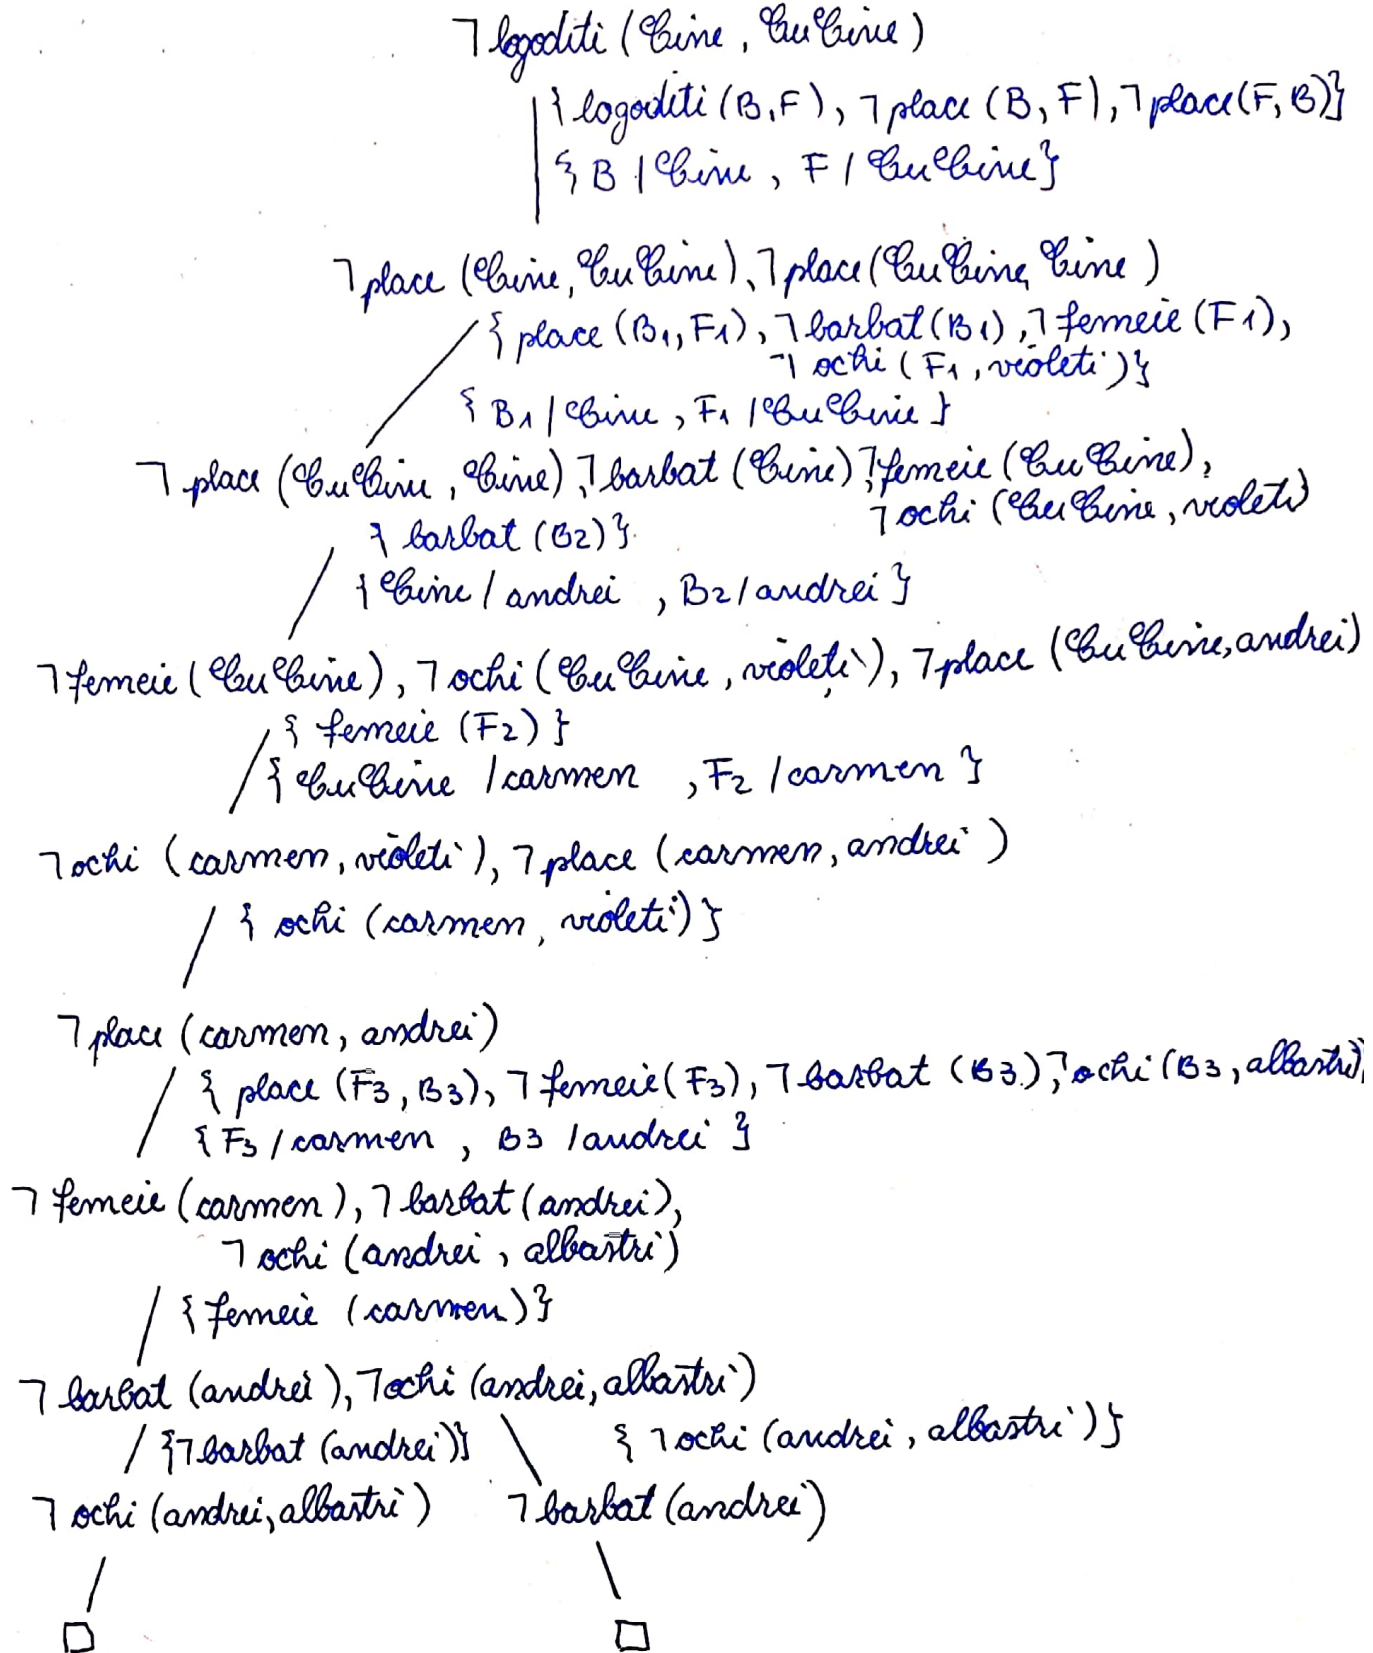 ¬ logoditi (Cine, CuCine)
{ logoditi (B,F), ¬ place (B,F), ¬ place(F,B)}
{ B | Cine, F / CuCine}
¬ place (Cine, CuCine), ¬ place (CuCine, Cine)
{ place (B1, F1), ¬ barbat (B1), ¬ femeie (F1),
¬ ochi (F1, violeti)}
{ B1 / Cine, F1 / CuCine }
¬ place (CuCine, Cine), ¬ barbat (Cine), ¬ femeie (CuCine),
¬ ochi (CuCine, violeti)
{ barbat (B2)}
{ Cine / andrei , B2 / andrei }
¬ femeie (CuCine), ¬ ochi (CuCine, violeti), ¬ place (CuCine, andrei)
{ femeie (F2) }
{ CuCine / carmen , F2 / carmen }
¬ ochi (carmen, violeti), ¬ place (carmen, andrei)
{ ochi (carmen, violeti)}
¬ place (carmen, andrei)
{ place (F3, B3), ¬ femeie (F3), ¬ barbat (B3), ¬ ochi (B3, albastri)
{ F3 / carmen , B3 / andrei }
¬ femeie (carmen), ¬ barbat (andrei),
¬ ochi (andrei, albastri)
{ femeie (carmen)}
¬ barbat (andrei), ¬ ochi (andrei, albastri)
{¬ barbat (andrei)} { ¬ ochi (andrei, albastri)}
¬ ochi (andrei, albastri) ¬ barbat (andrei)